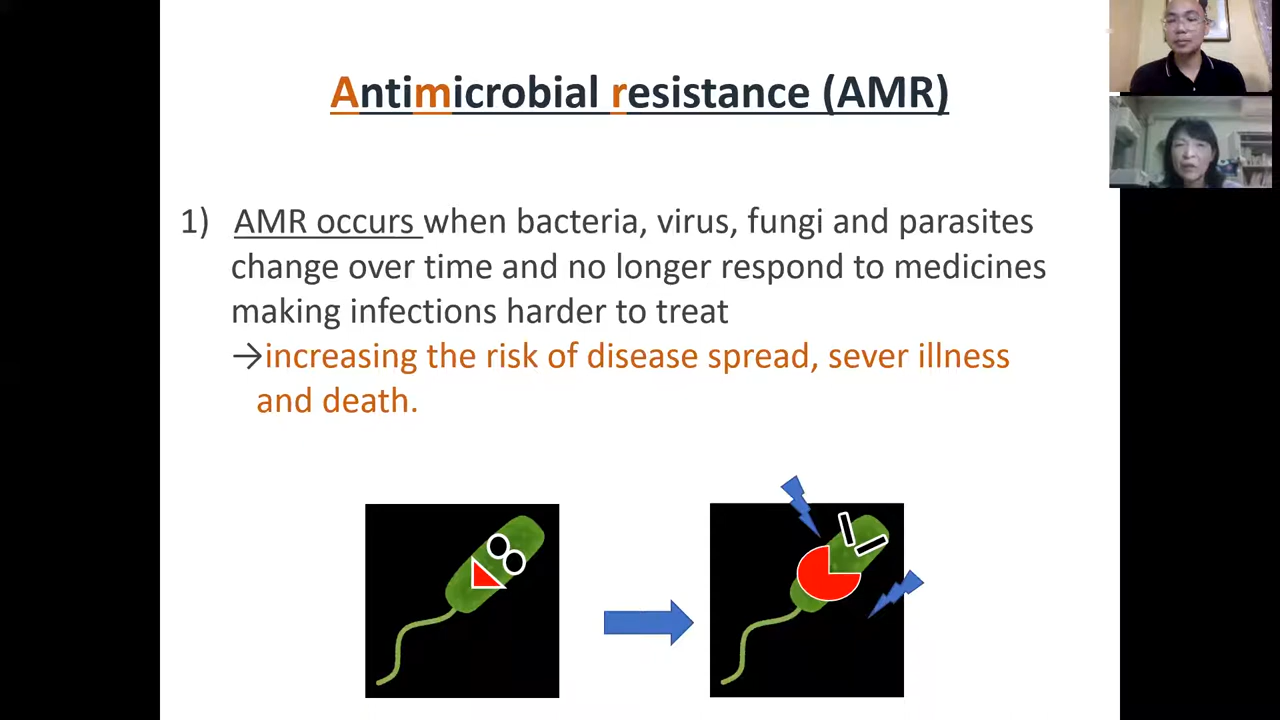 Antimicrobial resistance (AMR)
1) AMR occurs when bacteria, virus, fungi and parasites
change over time and no longer respond to medicines
making infections harder to treat
→increasing the risk of disease spread, sever illness
and death.